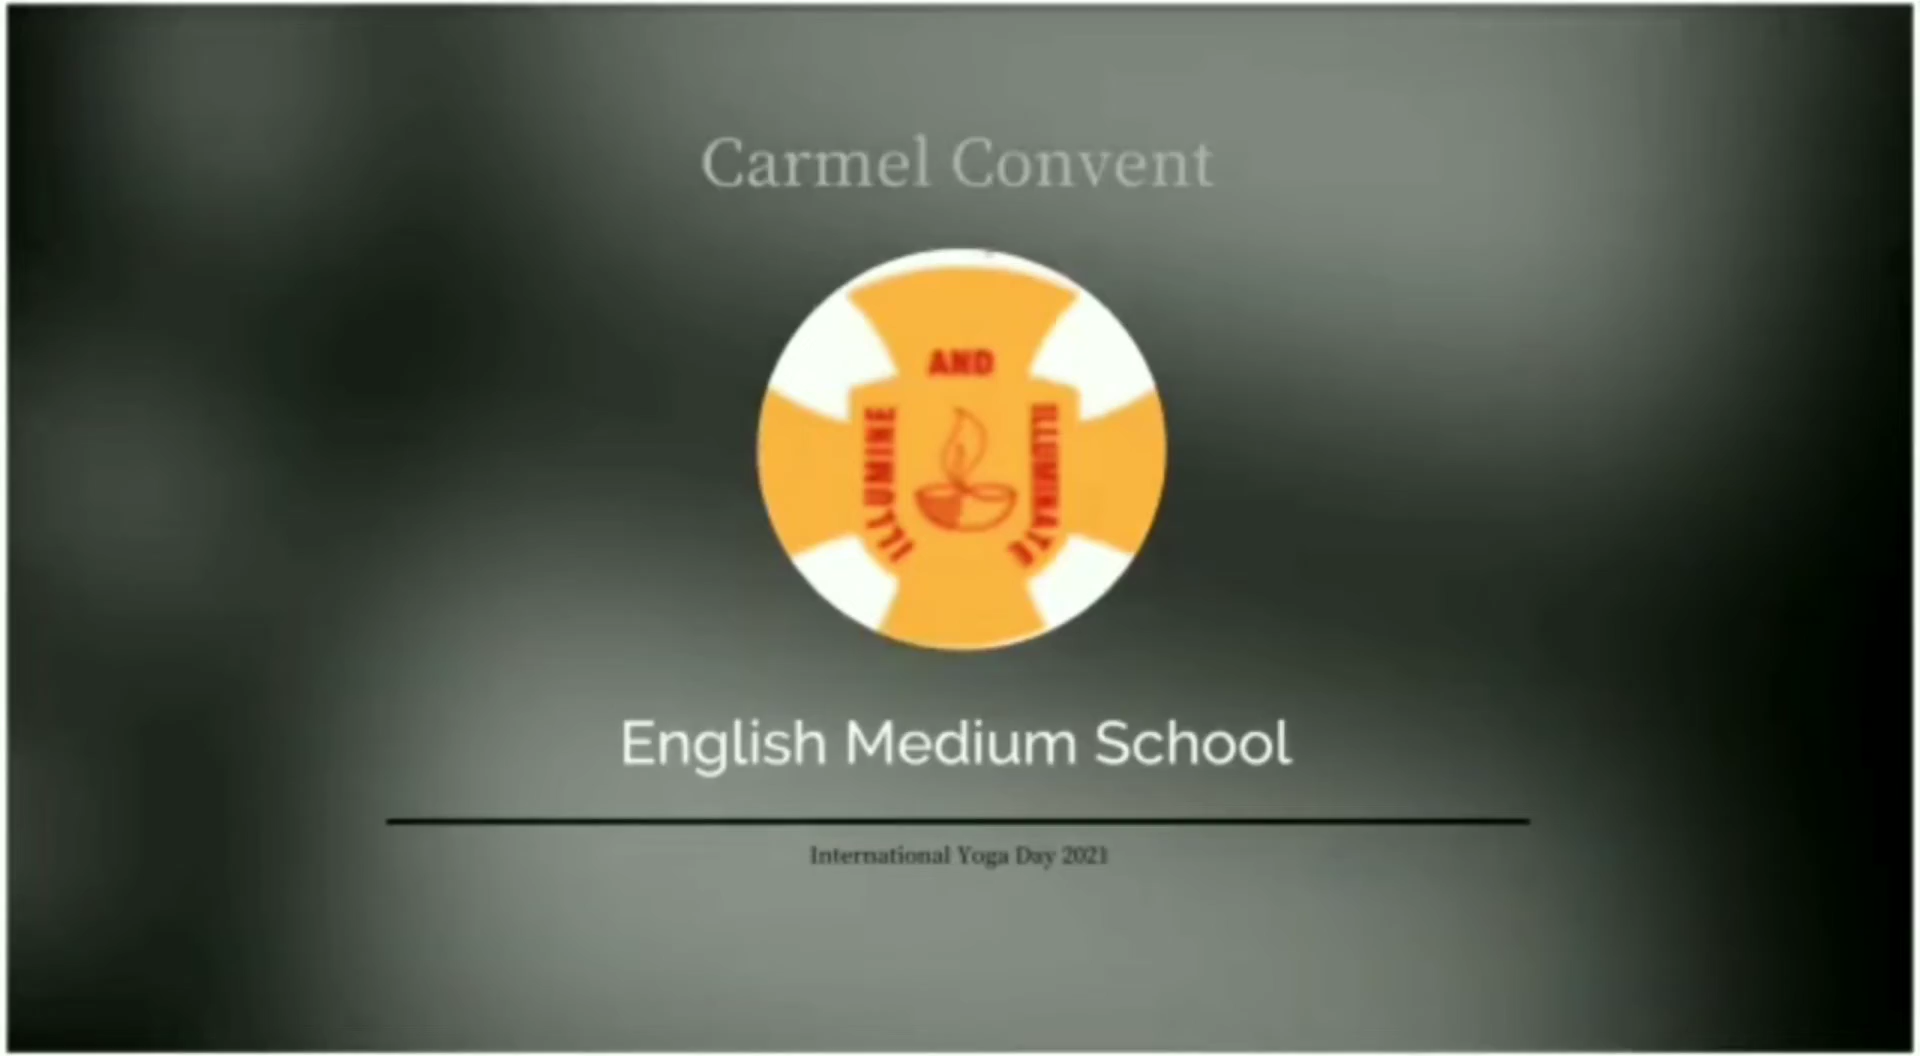 Carmel Convent
AND
ILLUMINE
ILLUMINATE
English Medium School
International Yoga Day 2021